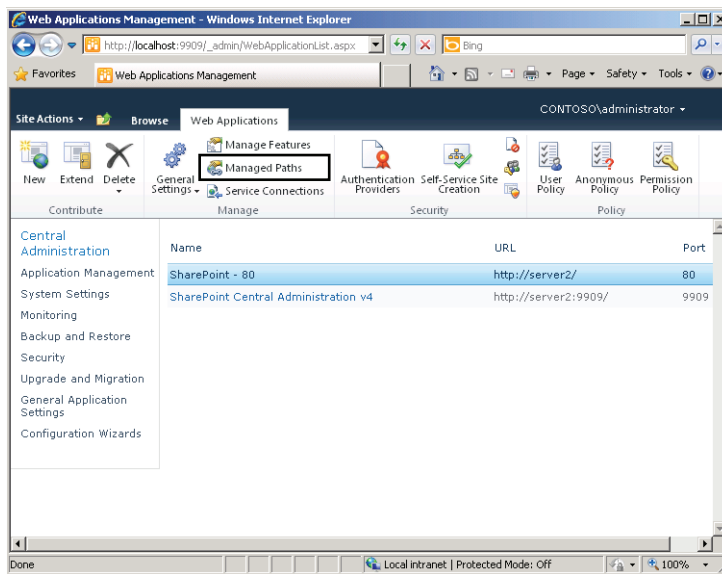 Web Applications Management - Windows Internet Explorer
http://localhost:9909/_admin/WebApplicationList.aspx
Bing
Favorites
Web Applications Management
Page
Safety
Tools
CONTOSO\administrator
Site Actions
Browse
Web Applications
New
Extend
Delete
Contribute
General
Settings
Manage Features
Managed Paths
Service Connections
Manage
Authentication
Providers
Self-Service Site
Creation
Security
User
Policy
Anonymous
Policy
Permission
Policy
Policy
Central
Administration
Application Management
System Settings
Monitoring
Backup and Restore
Security
Upgrade and Migration
General Application
Settings
Configuration Wizards
Name URL Port
SharePoint - 80 http://server2/ 80
SharePoint Central Administration v4 http://server2:9909/ 9909
Done
Local intranet | Protected Mode: Off
100%